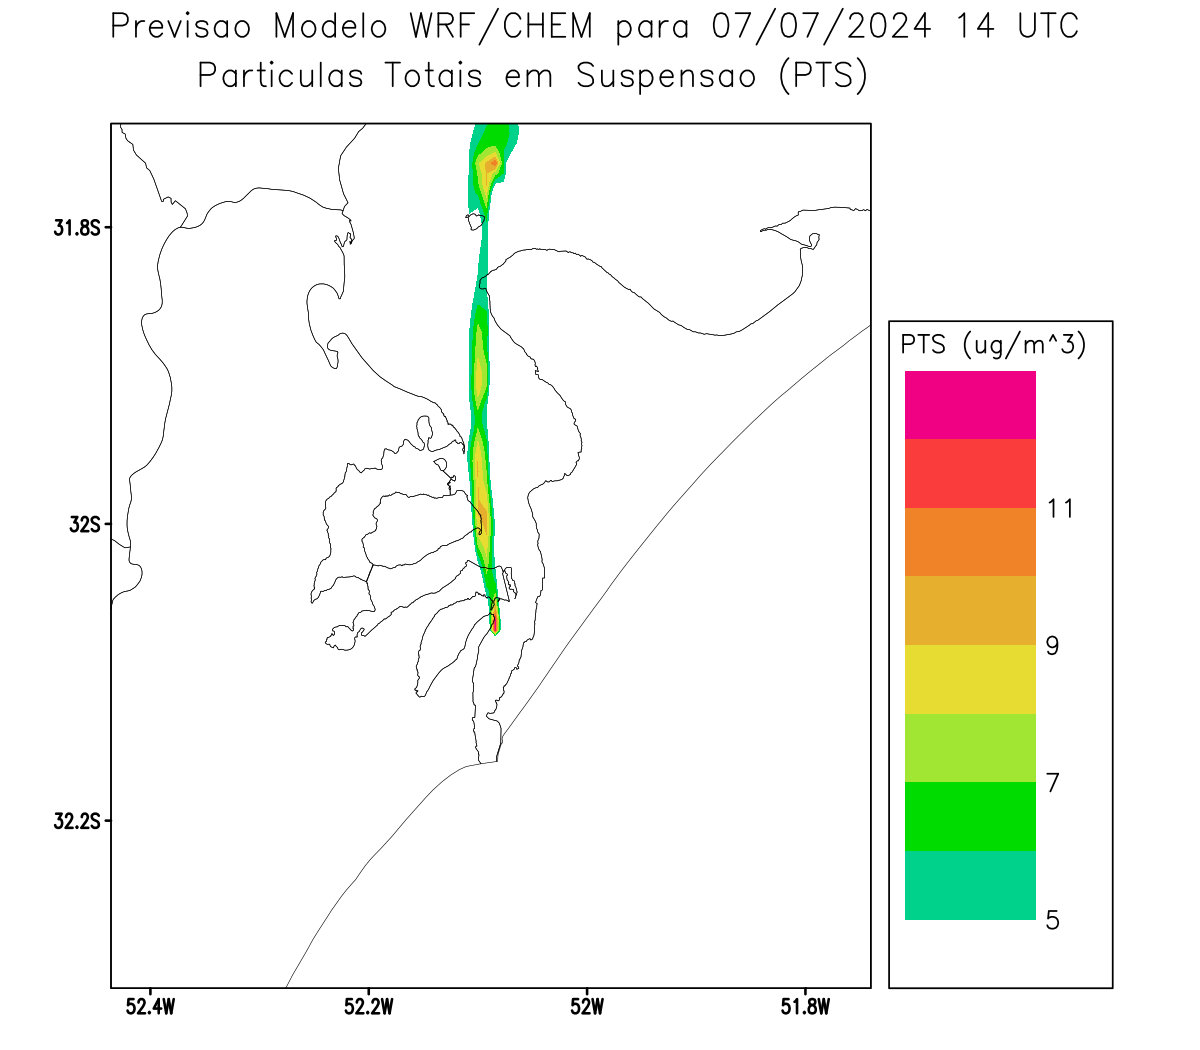 Previsao Modelo WRF/CHEM para 07/07/2024 14 UTC
Particulas Totais em Suspensao (PTS)
31.8S
32S
32.2S
52.4W
52.2W
52W
51.8W
PTS (ug/m^3)
11
9
7
5